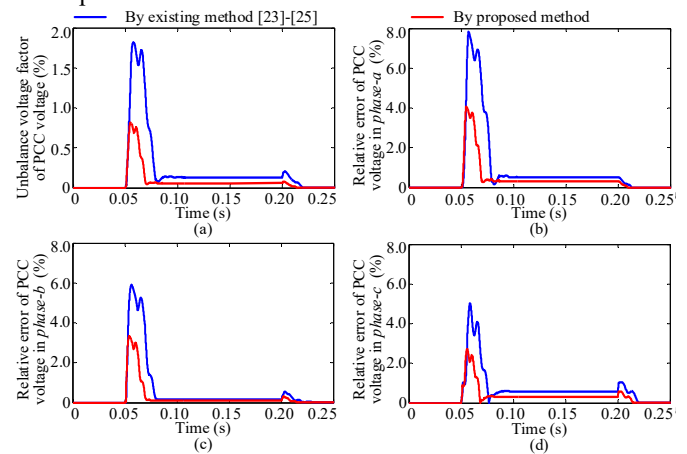 By existing method [23]-[25]
By proposed method
Unbalance voltage factor
of PCC voltage (%)
2.0
1.5
1.0
0.5
0
0 0.05 0.10 0.15 0.20 0.25
Time (s)
(a)
Relative error of PCC
voltage in phase-a (%)
8.0
6.0
4.0
2.0
0
0 0.05 0.10 0.15 0.20 0.25
Time (s)
(b)
Relative error of PCC
voltage in phase-b (%)
8.0
6.0
4.0
2.0
0.0
0 0.05 0.10 0.15 0.20 0.25
Time (s)
(c)
Relative error of PCC
voltage in phase-c (%)
8.0
6.0
4.0
2.0
0.0
0 0.05 0.10 0.15 0.20 0.25
Time (s)
(d)